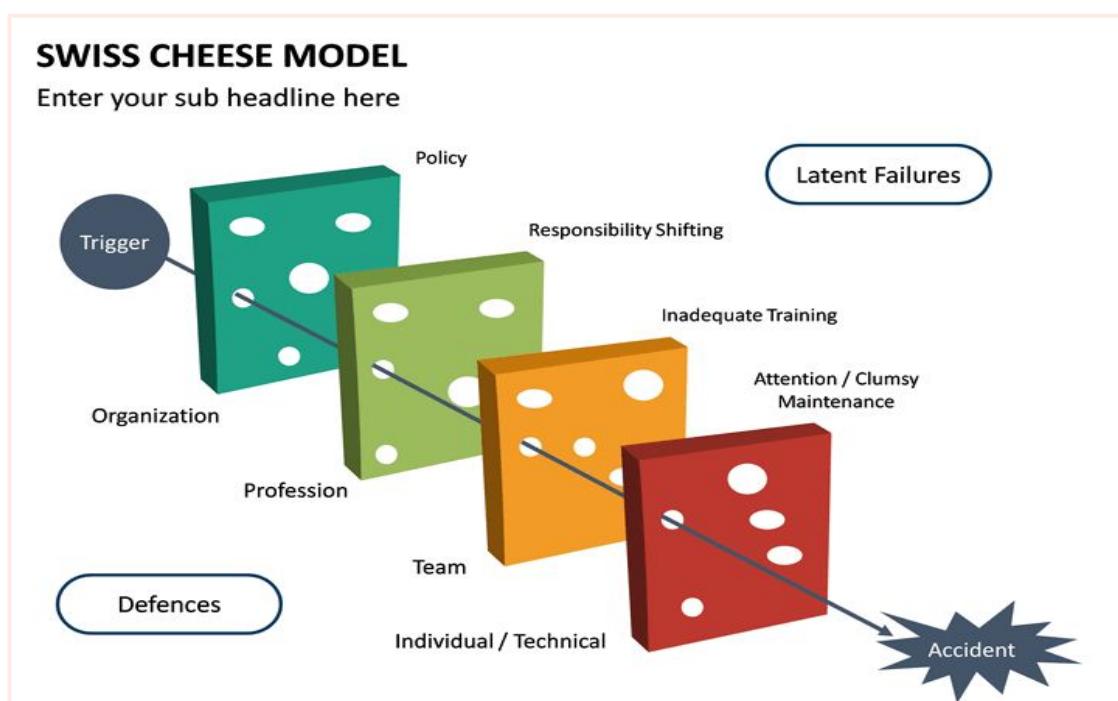 SWISS CHEESE MODEL
Enter your sub headline here
Policy
Latent Failures
Trigger
Responsibility Shifting
Inadequate Training
Attention / Clumsy
Maintenance
Organization
Profession
Team
Defences
Individual / Technical
Accident